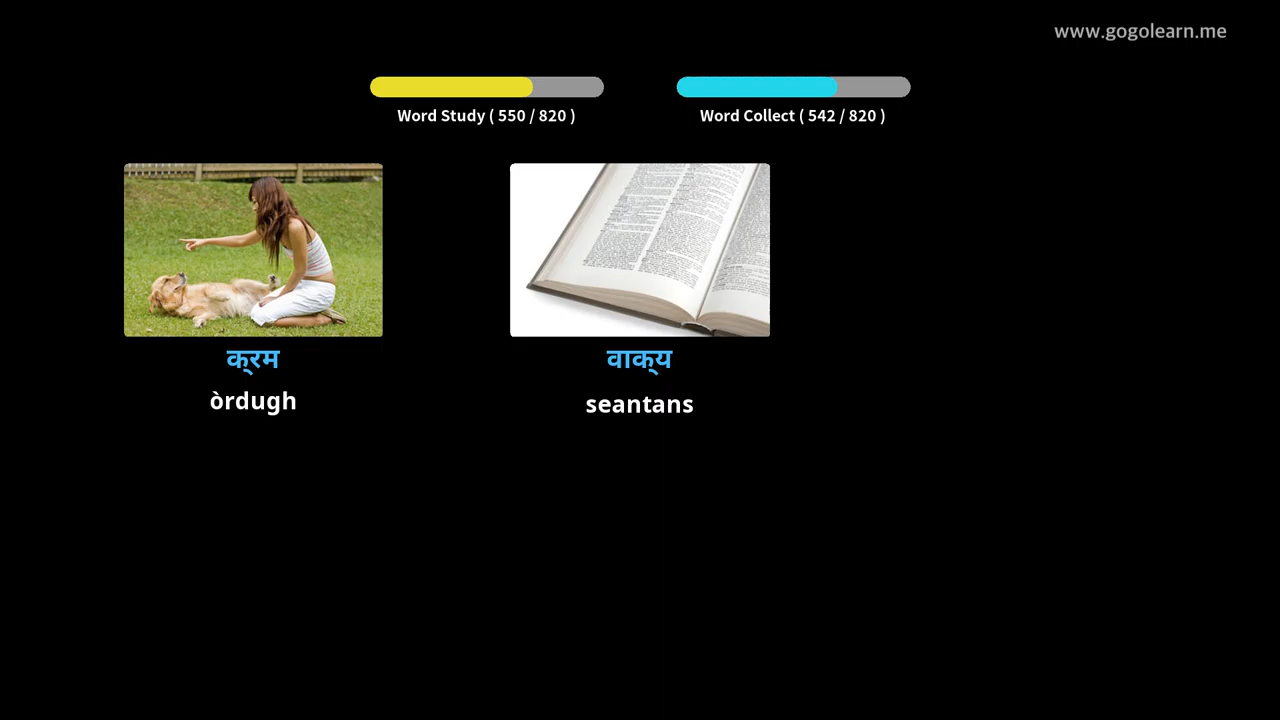 www.gogolearn.me
Word Study ( 550 / 820 )
Word Collect ( 542 / 820 )
क्रम
òrdugh
वाक्य
seantans